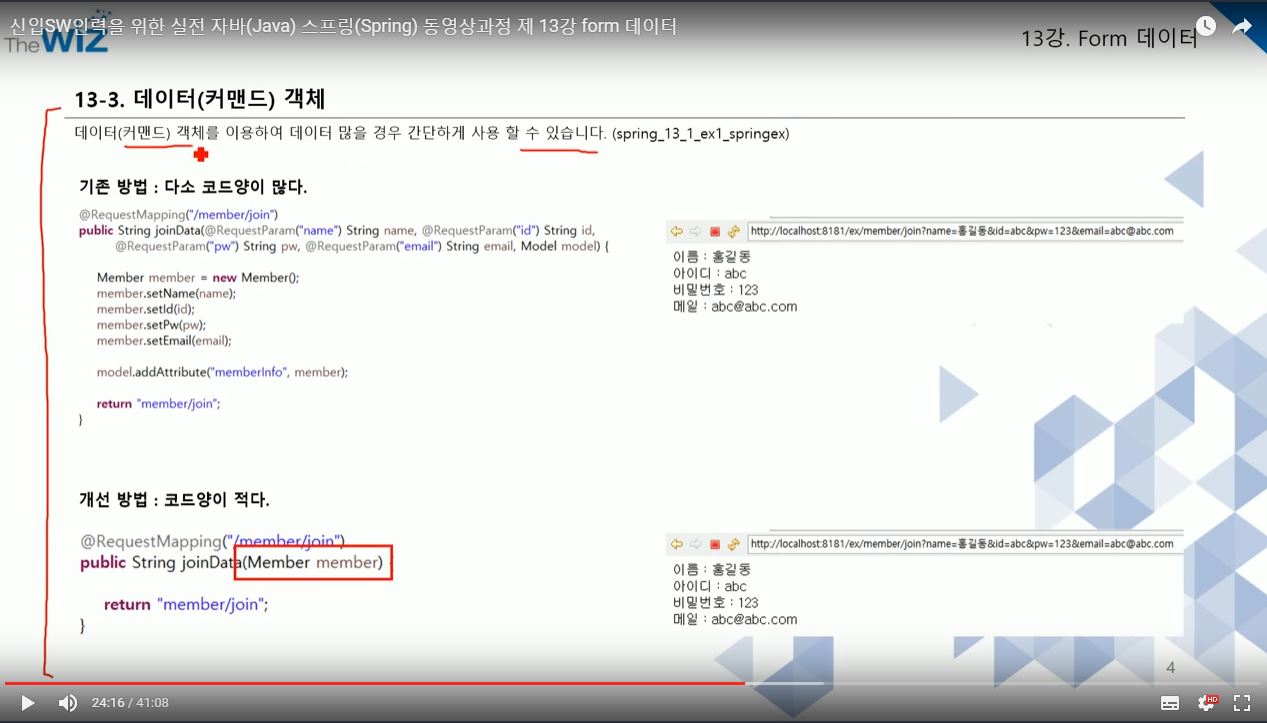 신입SW인력을 위한 실전 자바(Java) 스프링(Spring) 동영상과정 제 13강 form 데이터
The WIZ
13강. Form 데이터
13-3. 데이터(커맨드) 객체
데이터(커맨드) 객체를 이용하여 데이터 많을 경우 간단하게 사용 할 수 있습니다. (spring_13_1_ex1_springex)
기존 방법 : 다소 코드양이 많다.
@RequestMapping("/member/join")
public String joinData(@RequestParam("name") String name, @RequestParam("id") String id,
@RequestParam("pw") String pw, @RequestParam("email") String email, Model model) {
Member member = new Member();
member.setName(name);
member.setId(id);
member.setPw(pw);
member.setEmail(email);
model.addAttribute("memberInfo", member);
return "member/join";
}
http://localhost:8181/ex/member/join?name=홍길동&id=abc&pw=123&email=abc@abc.com
이름 : 홍길동
아이디 : abc
비밀번호 : 123
메일 : abc@abc.com
개선 방법 : 코드양이 적다.
@RequestMapping("/member/join")
public String joinData(Member member)
return "member/join";
}
http://localhost:8181/ex/member/join?name=홍길동&id=abc&pw=123&email=abc@abc.com
이름 : 홍길동
아이디 : abc
비밀번호 : 123
메일 : abc@abc.com
4
24:16 / 41:08
HD